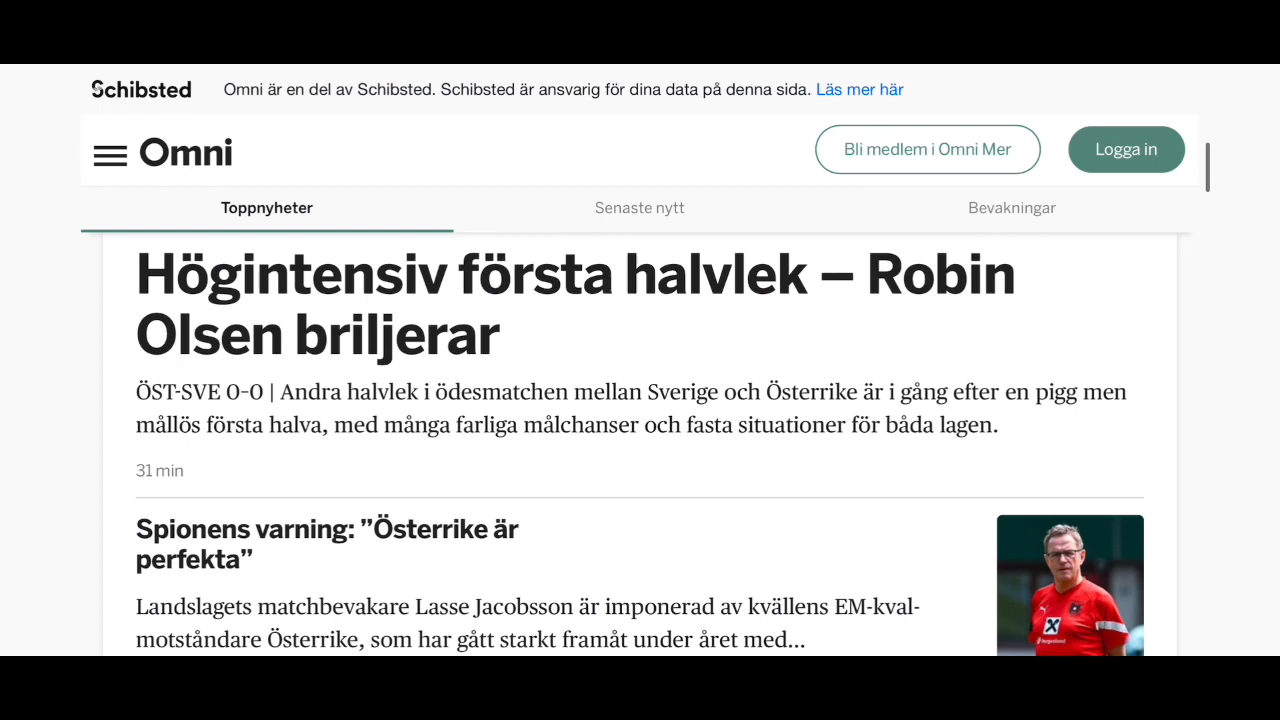 Schibsted
Omni är en del av Schibsted. Schibsted är ansvarig för dina data på denna sida. Läs mer här
Omni
Bli medlem i Omni Mer
Logga in
Toppnyheter
Senaste nytt
Bevakningar
Högintensiv första halvlek – Robin
Olsen briljerar
ÖST-SVE 0–0 | Andra halvlek i ödesmatchen mellan Sverige och Österrike är i gång efter en pigg men
mållös första halva, med många farliga målchanser och fasta situationer för båda lagen.
31 min
Spionens varning: ”Österrike är
perfekta”
Landslagets matchbevakare Lasse Jacobsson är imponerad av kvällens EM-kval-
motståndare Österrike, som har gått starkt framåt under året med...